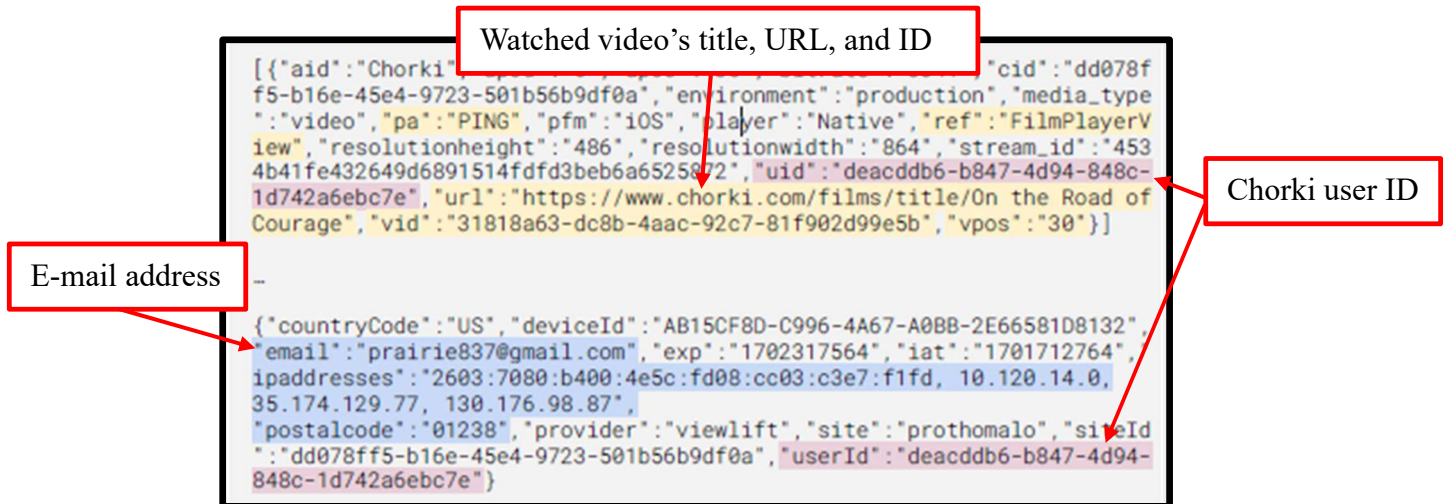 Watched video's title, URL, and ID
[{"aid":"Chorki" "cid":"dd078f
f5-b16e-45e4-9723-501b56b9df0a","environment":"production","media_type
":"video","pa":"PING","pfm":"iOS","player":"Native","ref":"FilmPlayerV
iew","resolutionheight":"486","resolutionwidth":"864","stream_id":"453
4b41fe432649d6891514fdfd3beb6a6525872","uid":"deacddb6-b847-4d94-848c-
1d742a6ebc7e","url":"https://www.chorki.com/films/title/On the Road of
Courage","vid":"31818a63-dc8b-4aac-92c7-81f902d99e5b","vpos":"30"}]
Chorki user ID
E-mail address
…
{"countryCode":"US","deviceId":"AB15CF8D-C996-4A67-A0BB-2E66581D8132",
"email":"prairie837@gmail.com","exp":"1702317564","iat":"1701712764","
ipaddresses":"2603:7080:b400:4e5c:fd08:cc03:c3e7:f1fd, 10.120.14.0,
35.174.129.77, 130.176.98.87",
"postalcode":"01238","provider":"viewlift","site":"prothomalo","siteId
":"dd078ff5-b16e-45e4-9723-501b56b9df0a","userId":"deacddb6-b847-4d94-
848c-1d742a6ebc7e"}